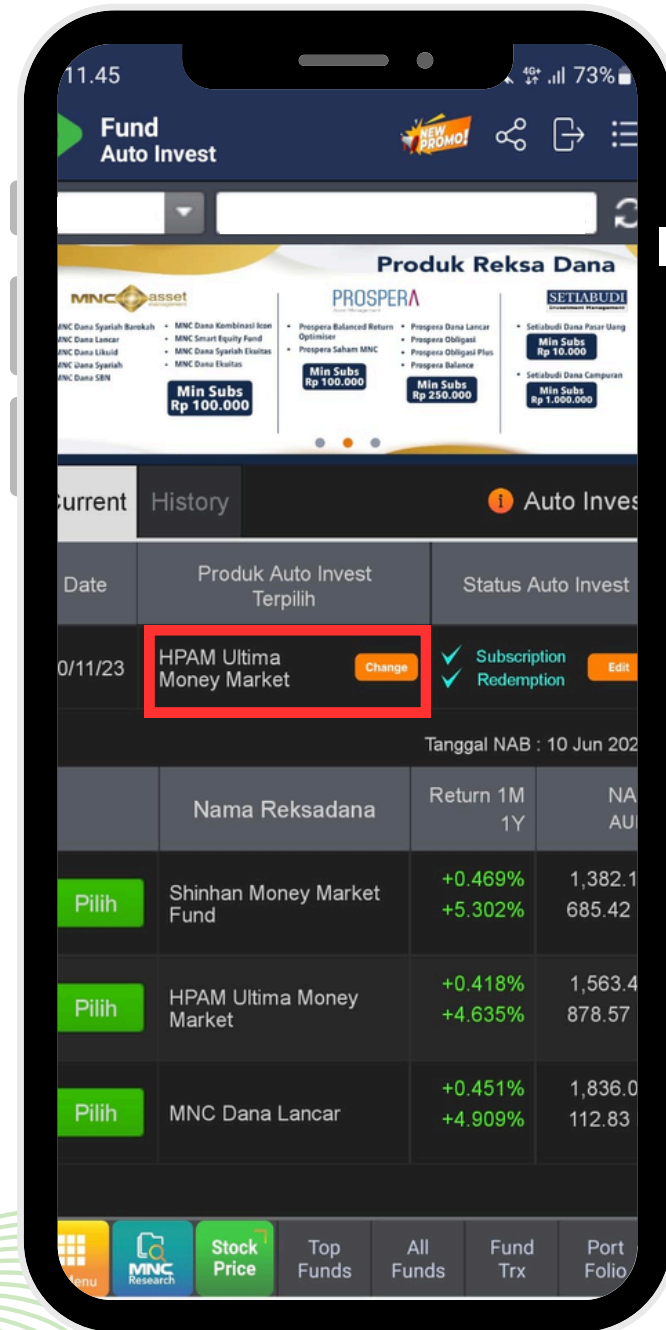 11.45
4G+
73%
Fund
Auto Invest
NEW
PROMO!
Produk Reksa Dana
MNC asset
management
PROSPERA
Asset Management
SETIABUDI
Investment Management
MNC Dana Syariah Barokah
MNC Dana Lancar
MNC Dana Likuid
MNC Dana Syariah
MNC Dana SBN
• MNC Dana Kombinasi Icon
• MNC Smart Equity Fund
• MNC Dana Syariah Ekuitas
• MNC Dana Ekuitas
Min Subs
Rp 100.000
• Prospera Balanced Return
Optimiser
• Prospera Saham MNC
Min Subs
Rp 100.000
• Prospera Dana Lancar
• Prospera Obligasi
• Prospera Obligasi Plus
• Prospera Balance
Min Subs
Rp 250.000
• Setiabudi Dana Pasar Uang
Min Subs
Rp 10.000
• Setiabudi Dana Campuran
Min Subs
Rp 1.000.000
Current
History
Auto Inves
Date
Produk Auto Invest
Terpilih
Status Auto Invest
0/11/23
HPAM Ultima
Money Market
Change
Subscription
Redemption
Edit
Tanggal NAB : 10 Jun 202
Nama Reksadana
Return 1M
1Y
NA
AU
Pilih
Shinhan Money Market
Fund
+0.469%
+5.302%
1,382.1
685.42
Pilih
HPAM Ultima Money
Market
+0.418%
+4.635%
1,563.4
878.57
Pilih
MNC Dana Lancar
+0.451%
+4.909%
1,836.0
112.83
Menu
MNC
Research
Stock
Price
Top
Funds
All
Funds
Fund
Trx
Port
Folio